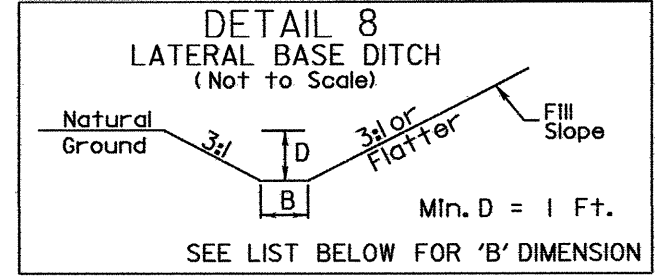 DETAIL 8
LATERAL BASE DITCH
(Not to Scale)
Natural
Ground
3:1
D
3:1 or
Flatter
Fill
Slope
B
Min. D = 1 Ft.
SEE LIST BELOW FOR 'B' DIMENSION